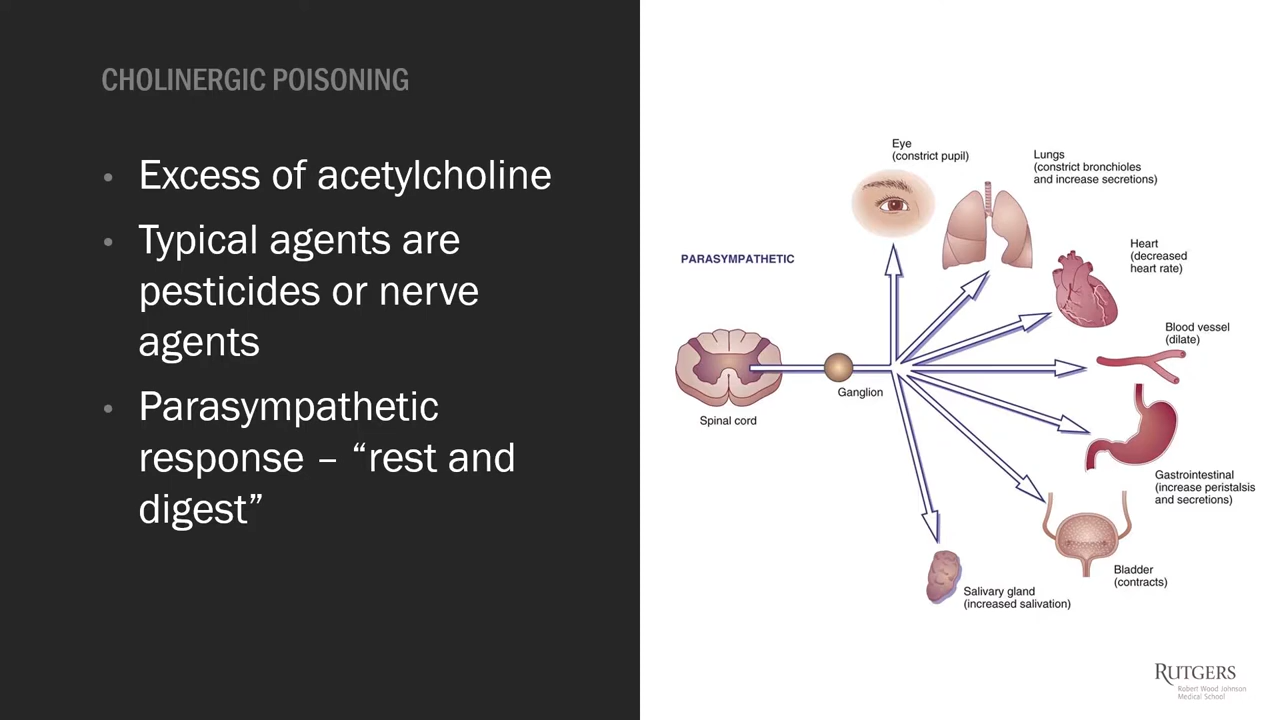 CHOLINERGIC POISONING
• Excess of acetylcholine
• Typical agents are
pesticides or nerve
agents
• Parasympathetic
response – “rest and
digest”
Eye
(constrict pupil)
Lungs
(constrict bronchioles
and increase secretions)
Heart
(decreased
heart rate)
PARASYMPATHETIC
Blood vessel
(dilate)
Ganglion
Spinal cord
Gastrointestinal
(increase peristalsis
and secretions)
Bladder
(contracts)
Salivary gland
(increased salivation)
RUTGERS
Robert Wood Johnson
Medical School